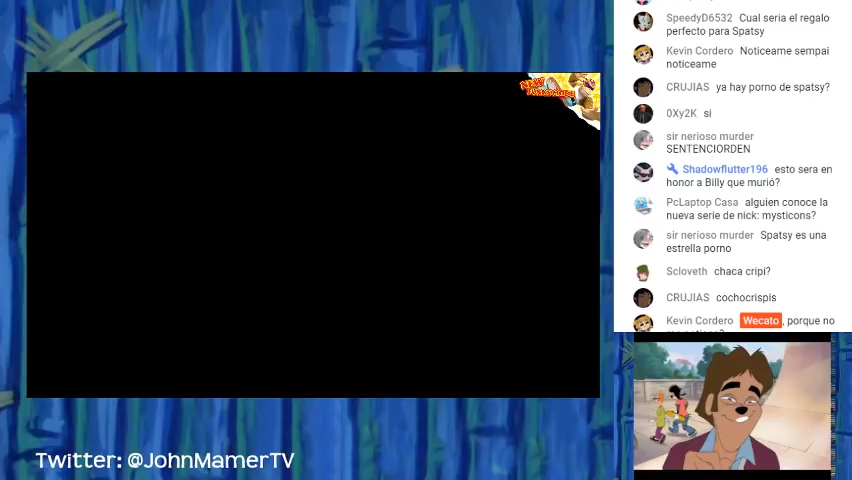 NEW
SpeedyD6532 Cual seria el regalo
perfecto para Spatsy
Kevin Cordero Noticeame sempai
noticeame
CRUJIAS ya hay porno de spatsy?
0Xy2K si
sir nerioso murder
SENTENCIORDEN
Shadowflutter196 esto sera en
honor a Billy que murió?
PcLaptop Casa alguien conoce la
nueva serie de nick: mysticons?
sir nerioso murder Spatsy es una
estrella porno
Scloveth chaca cripi?
CRUJIAS cochocrispis
Kevin Cordero Wecato, porque no
Twitter: @JohnMamerTV